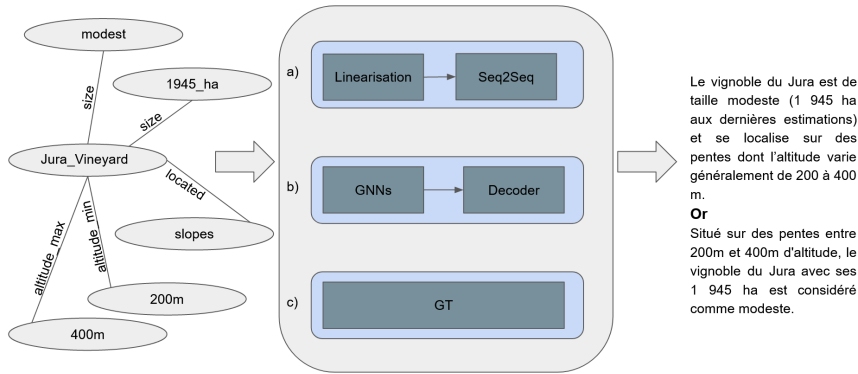 modest
size
1945_ha
size
Jura_Vineyard
located
slopes
altitude_min
altitude_max
200m
400m
a)
Linearisation
Seq2Seq
b)
GNNs
Decoder
c)
GT
Le vignoble du Jura est de
taille modeste (1 945 ha
aux dernières estimations)
et se localise sur des
pentes dont l'altitude varie
généralement de 200 à 400
m.
Or
Situé sur des pentes entre
200m et 400m d'altitude, le
vignoble du Jura avec ses
1 945 ha est considéré
comme modeste.